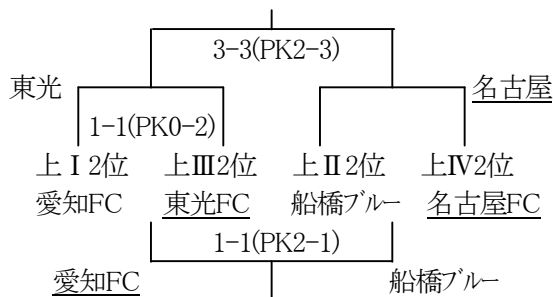 3-3(PK2-3)
東光 名古屋
1-1(PK0-2)
上Ⅰ2位 上Ⅲ2位 上Ⅱ2位 上Ⅳ2位
愛知FC 東光FC 船橋ブルー 名古屋FC
1-1(PK2-1)
愛知FC 船橋ブルー